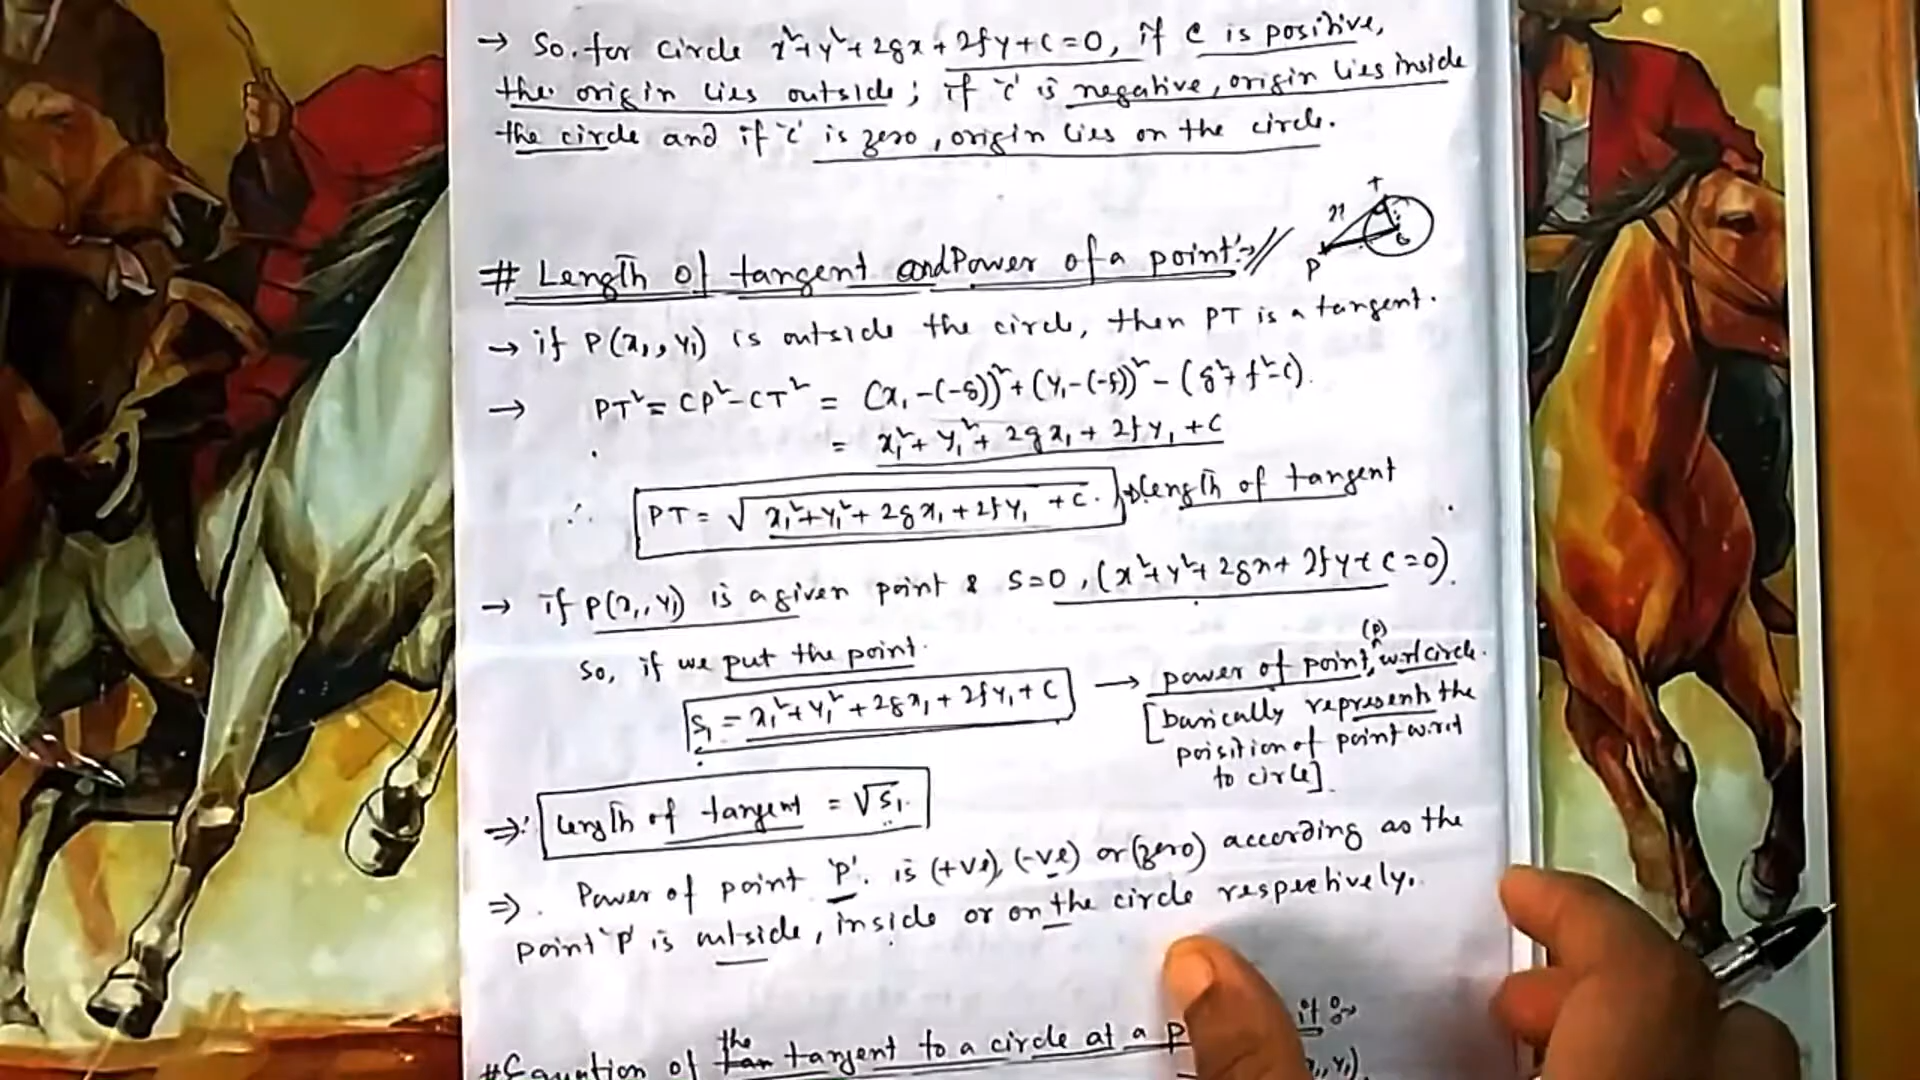 → So. for circle x²+y²+2gx+2fy+c=0, if c is positive,
the origin lies outside; if 'c' is negative, origin lies inside
the circle and if 'c' is zero, origin lies on the circle.
T
P
# Length of tangent and Power of a point:⇒//
→ if P(x₁, y₁) is outside the circle, then PT is a tangent.
→ PT² = CP²-CT² = (x₁-(-g))²+(y₁-(-f))² - (g²+f²-c).
= x₁²+y₁²+2gx₁+2fy₁+c
∴ PT = √x₁²+y₁²+2gx₁+2fy₁+c. → length of tangent
→ if P(x₁, y₁) is a given point & S=0, (x²+y²+2gx+2fy+c=0).
So, if we put the point.
S₁ = x₁²+y₁²+2gx₁+2fy₁+c → power of point, (P) w.r.t circle.
[basically represents the
poisition of point w.r.t
to circle].
⇒ length of tangent = √S₁.
⇒. Power of point 'P'. is (+ve), (-ve) or (zero) according as the
point 'P' is outside, inside or on the circle respectively.
#Equation of the tangent to a circle at a P